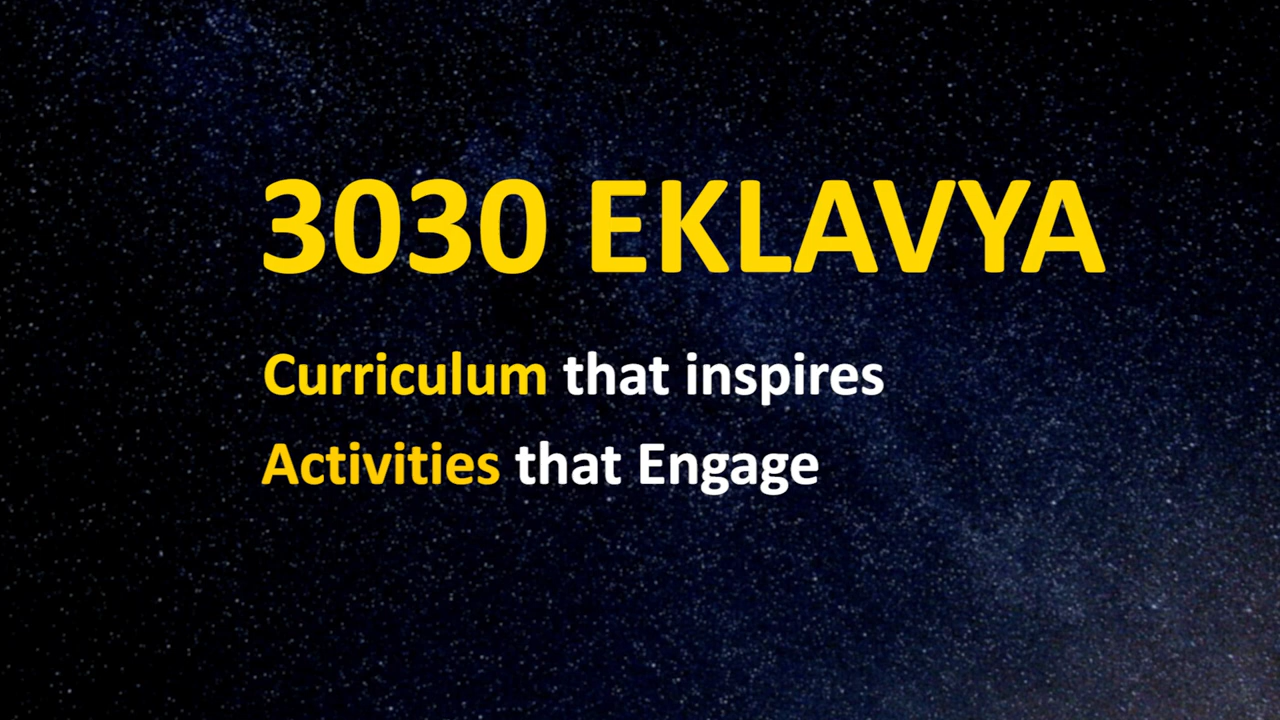 3030 EKLAVYA
Curriculum that inspires
Activities that Engage